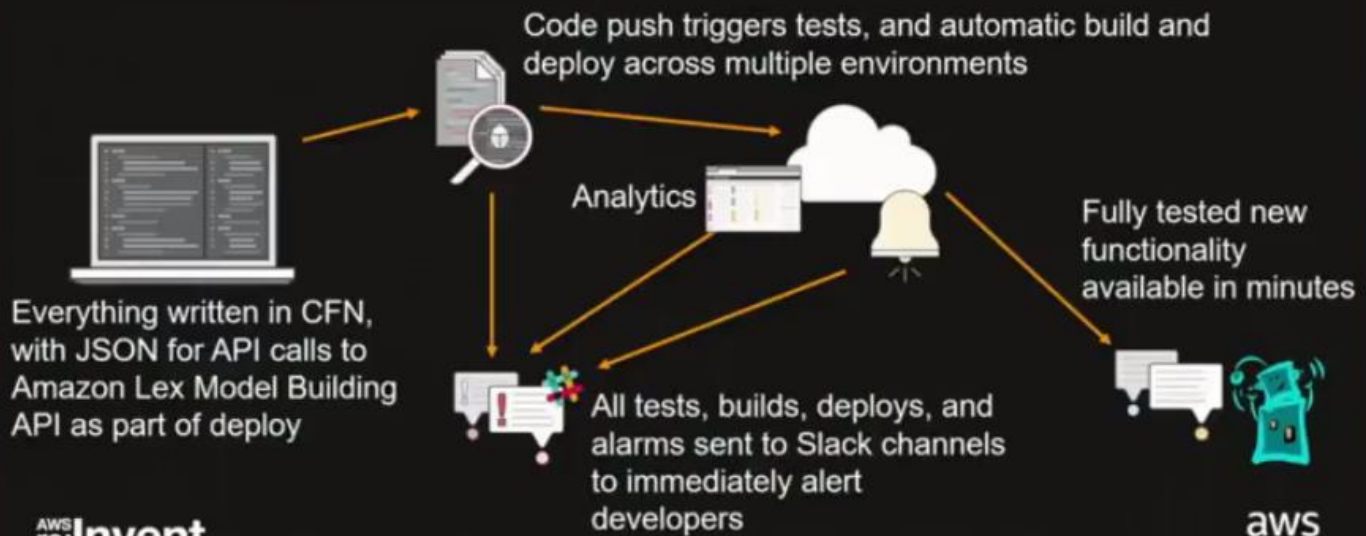 Code push triggers tests, and automatic build and
deploy across multiple environments
Analytics
Fully tested new
functionality
available in minutes
Everything written in CFN,
with JSON for API calls to
Amazon Lex Model Building
API as part of deploy
All tests, builds, deploys, and
alarms sent to Slack channels
to immediately alert
developers
AWS
Invent
aws